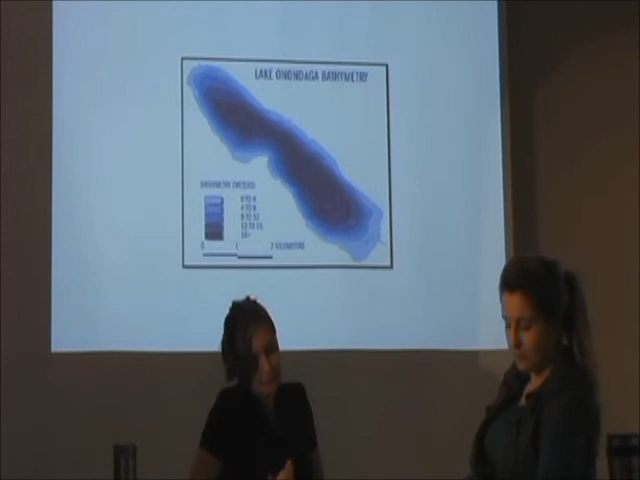 LAKE ONONDAGA BATHYMETRY
BATHYMETRY (METERS)
0 TO 4
4 TO 8
8 TO 12
12 TO 16
16+
0 1 2 KILOMETERS